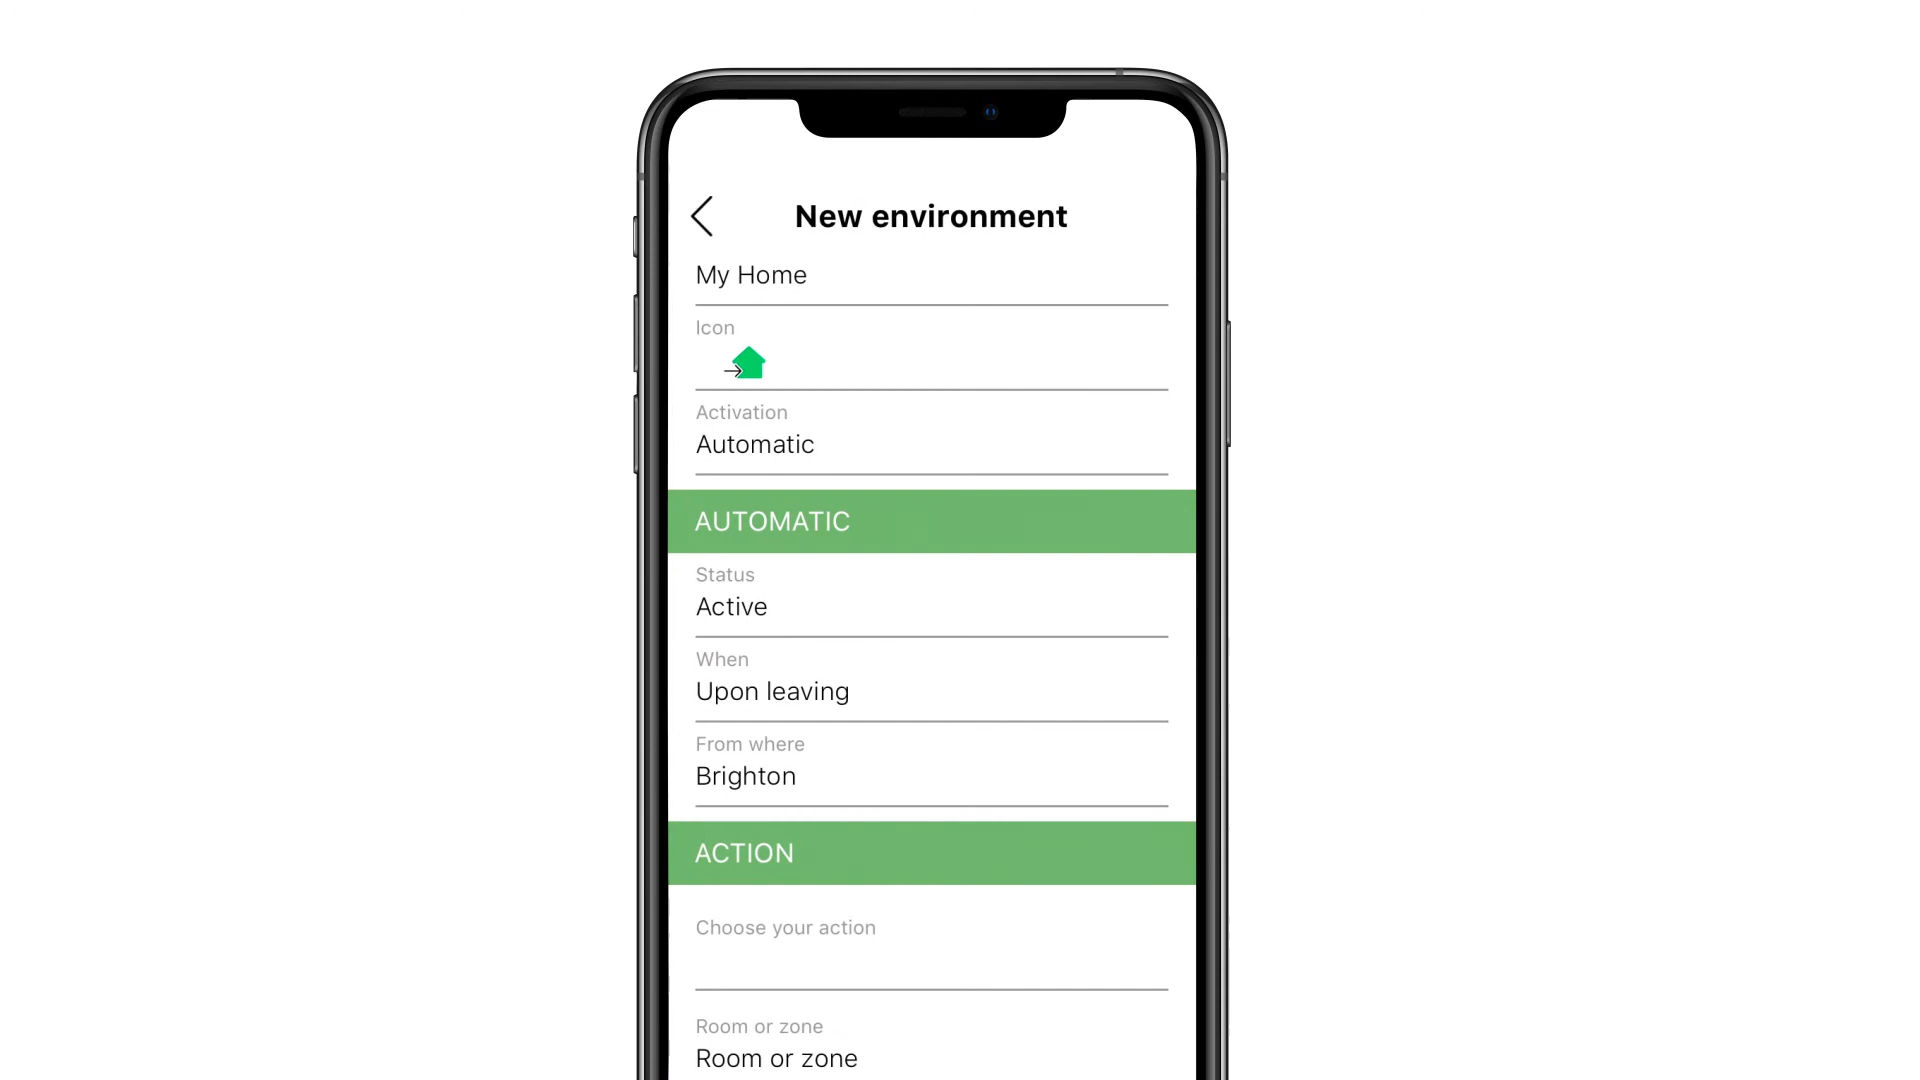 New environment
My Home
Icon
Activation
Automatic
AUTOMATIC
Status
Active
When
Upon leaving
From where
Brighton
ACTION
Choose your action
Room or zone
Room or zone